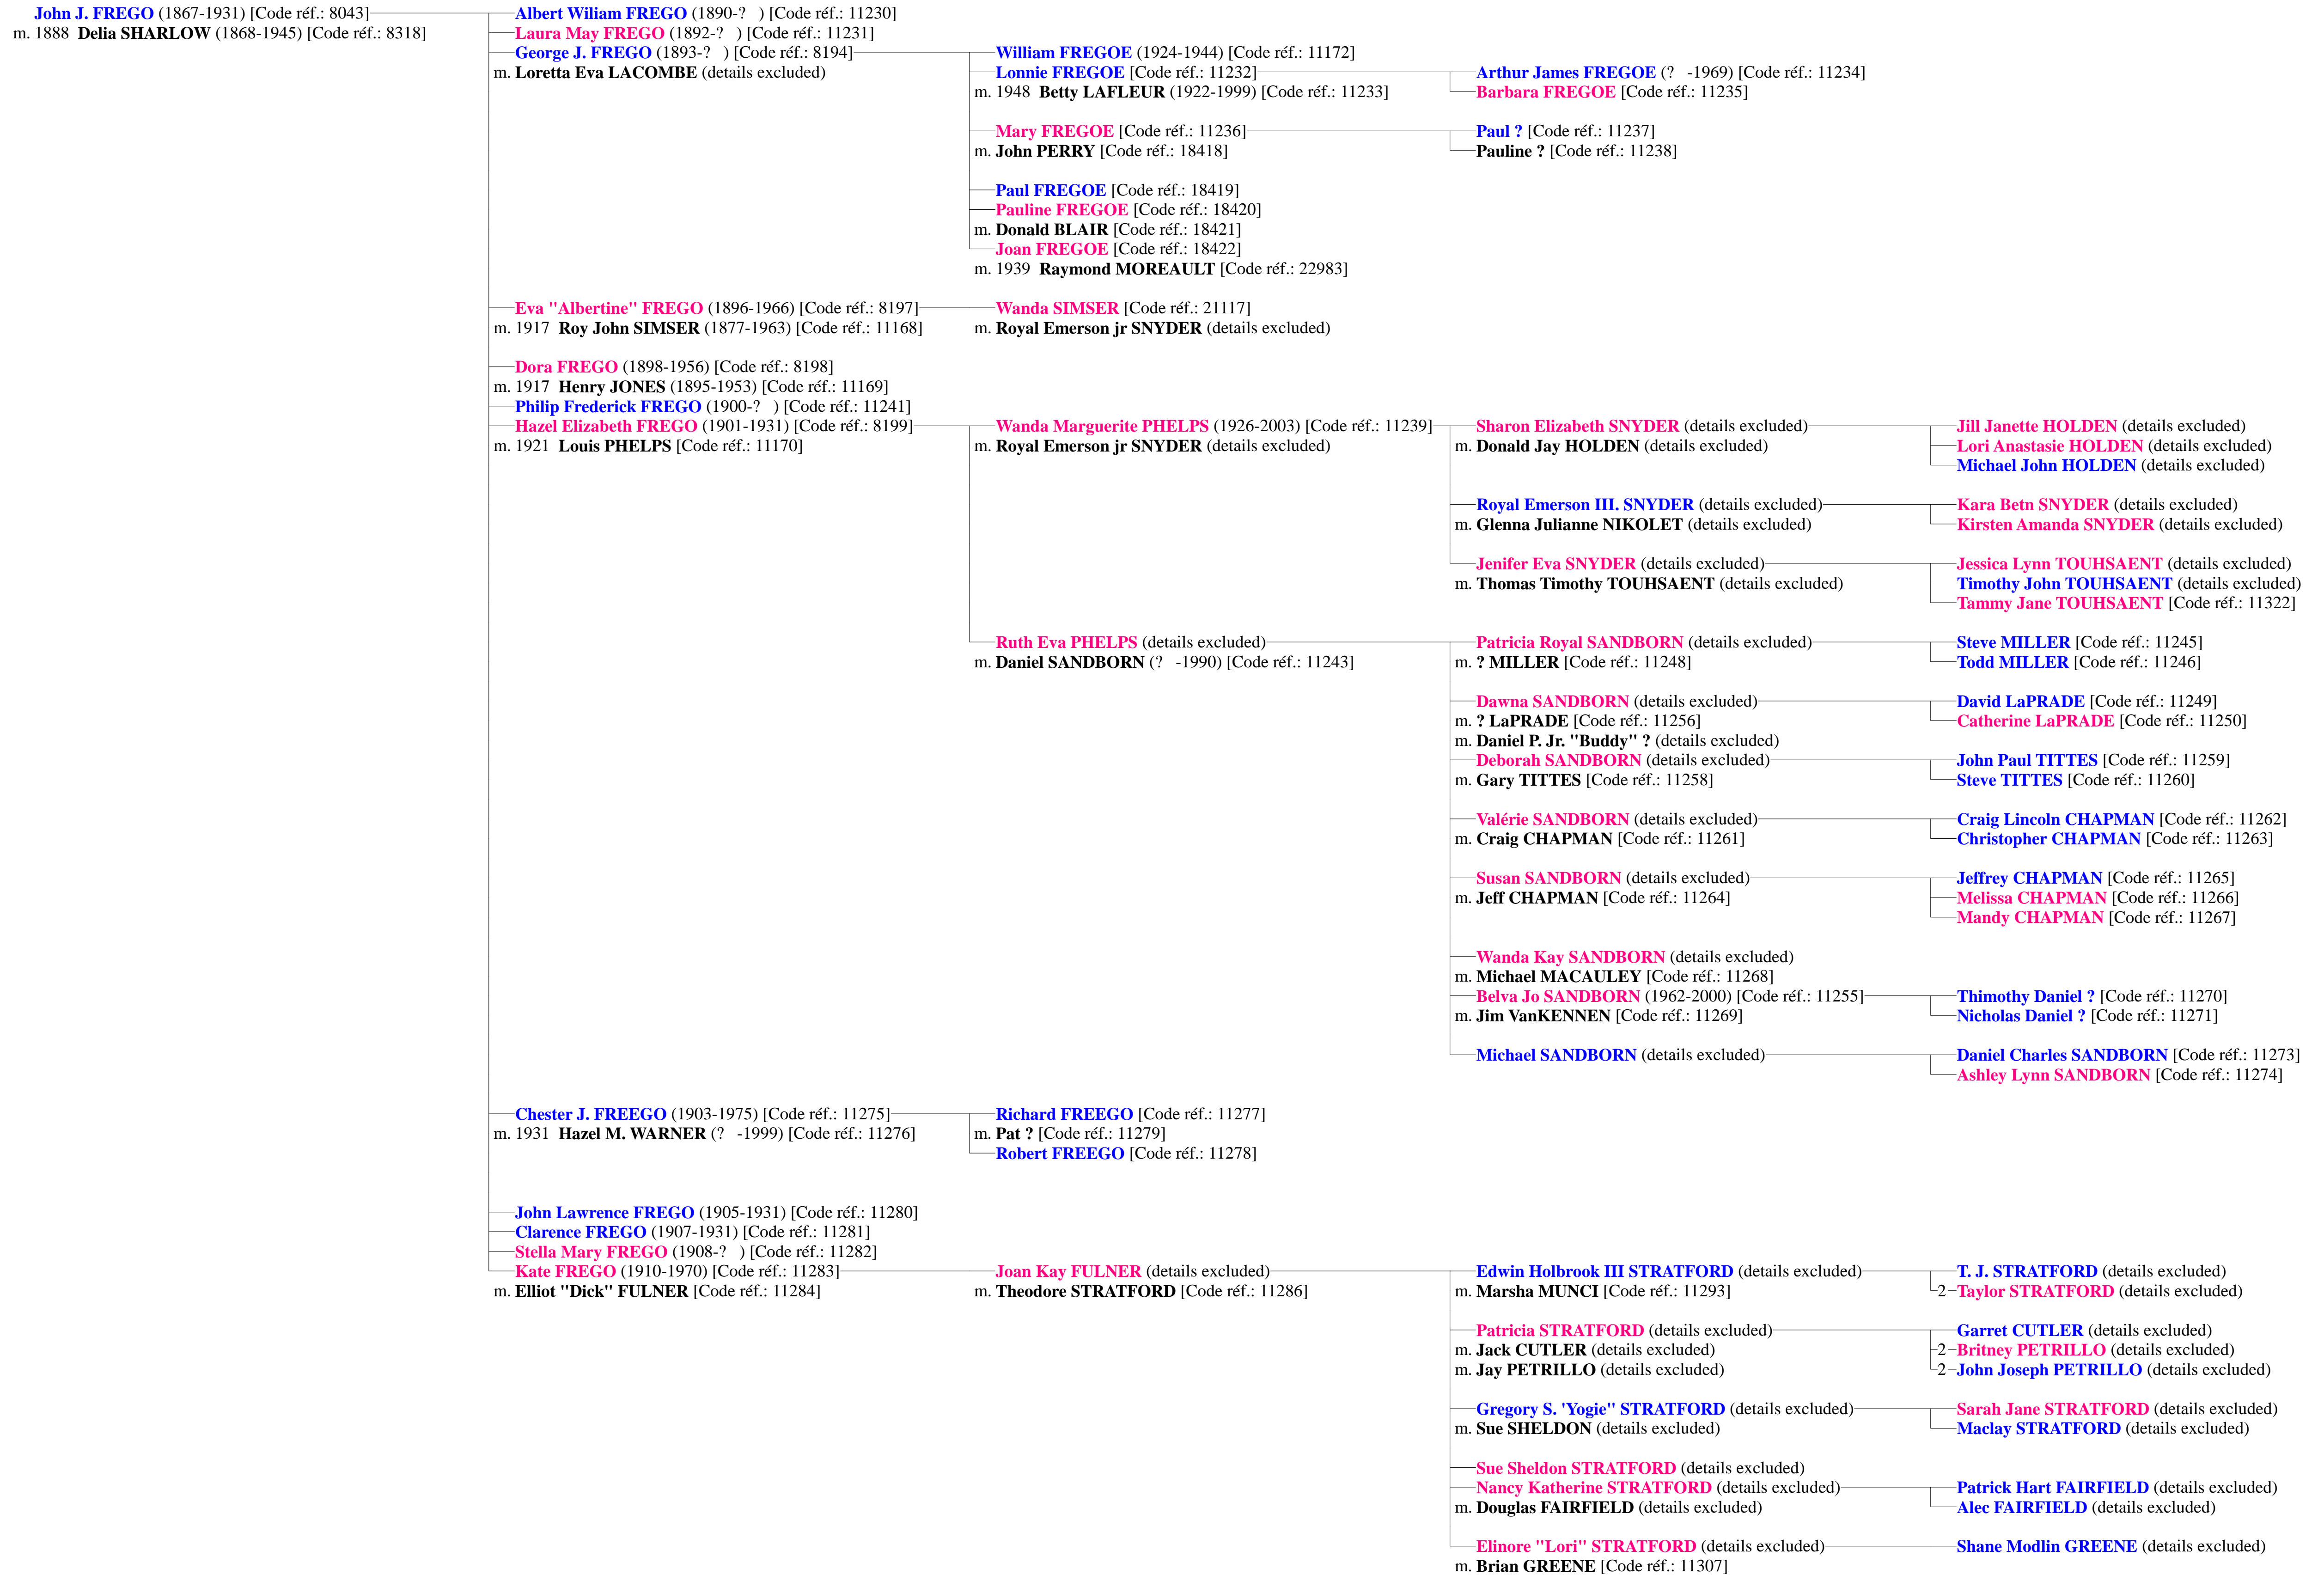 John J. FREGO (1867-1931) [Code réf.: 8043]
m. 1888 Delia SHARLOW (1868-1945) [Code réf.: 8318]
Albert Wiliam FREGO (1890-? ) [Code réf.: 11230]
Laura May FREGO (1892-? ) [Code réf.: 11231]
George J. FREGO (1893-? ) [Code réf.: 8194]
m. Loretta Eva LACOMBE (details excluded)
William FREGOE (1924-1944) [Code réf.: 11172]
Lonnie FREGOE [Code réf.: 11232]
m. 1948 Betty LAFLEUR (1922-1999) [Code réf.: 11233]
Arthur James FREGOE (? -1969) [Code réf.: 11234]
Barbara FREGOE [Code réf.: 11235]
Mary FREGOE [Code réf.: 11236]
m. John PERRY [Code réf.: 18418]
Paul ? [Code réf.: 11237]
Pauline ? [Code réf.: 11238]
Paul FREGOE [Code réf.: 18419]
Pauline FREGOE [Code réf.: 18420]
m. Donald BLAIR [Code réf.: 18421]
Joan FREGOE [Code réf.: 18422]
m. 1939 Raymond MOREAULT [Code réf.: 22983]
Eva "Albertine" FREGO (1896-1966) [Code réf.: 8197]
m. 1917 Roy John SIMSER (1877-1963) [Code réf.: 11168]
Wanda SIMSER [Code réf.: 21117]
m. Royal Emerson jr SNYDER (details excluded)
Dora FREGO (1898-1956) [Code réf.: 8198]
m. 1917 Henry JONES (1895-1953) [Code réf.: 11169]
Philip Frederick FREGO (1900-? ) [Code réf.: 11241]
Hazel Elizabeth FREGO (1901-1931) [Code réf.: 8199]
m. 1921 Louis PHELPS [Code réf.: 11170]
Wanda Marguerite PHELPS (1926-2003) [Code réf.: 11239]
m. Royal Emerson jr SNYDER (details excluded)
Sharon Elizabeth SNYDER (details excluded)
m. Donald Jay HOLDEN (details excluded)
Jill Janette HOLDEN (details excluded)
Lori Anastasie HOLDEN (details excluded)
Michael John HOLDEN (details excluded)
Royal Emerson III. SNYDER (details excluded)
m. Glenna Julianne NIKOLET (details excluded)
Kara Betn SNYDER (details excluded)
Kirsten Amanda SNYDER (details excluded)
Jenifer Eva SNYDER (details excluded)
m. Thomas Timothy TOUHSAENT (details excluded)
Jessica Lynn TOUHSAENT (details excluded)
Timothy John TOUHSAENT (details excluded)
Tammy Jane TOUHSAENT [Code réf.: 11322]
Ruth Eva PHELPS (details excluded)
m. Daniel SANDBORN (? -1990) [Code réf.: 11243]
Patricia Royal SANDBORN (details excluded)
m. ? MILLER [Code réf.: 11248]
Steve MILLER [Code réf.: 11245]
Todd MILLER [Code réf.: 11246]
Dawna SANDBORN (details excluded)
m. ? LaPRADE [Code réf.: 11256]
m. Daniel P. Jr. "Buddy" ? (details excluded)
David LaPRADE [Code réf.: 11249]
Catherine LaPRADE [Code réf.: 11250]
Deborah SANDBORN (details excluded)
m. Gary TITTES [Code réf.: 11258]
John Paul TITTES [Code réf.: 11259]
Steve TITTES [Code réf.: 11260]
Valérie SANDBORN (details excluded)
m. Craig CHAPMAN [Code réf.: 11261]
Craig Lincoln CHAPMAN [Code réf.: 11262]
Christopher CHAPMAN [Code réf.: 11263]
Susan SANDBORN (details excluded)
m. Jeff CHAPMAN [Code réf.: 11264]
Jeffrey CHAPMAN [Code réf.: 11265]
Melissa CHAPMAN [Code réf.: 11266]
Mandy CHAPMAN [Code réf.: 11267]
Wanda Kay SANDBORN (details excluded)
m. Michael MACAULEY [Code réf.: 11268]
Belva Jo SANDBORN (1962-2000) [Code réf.: 11255]
m. Jim VanKENNEN [Code réf.: 11269]
Thimothy Daniel ? [Code réf.: 11270]
Nicholas Daniel ? [Code réf.: 11271]
Michael SANDBORN (details excluded)
Daniel Charles SANDBORN [Code réf.: 11273]
Ashley Lynn SANDBORN [Code réf.: 11274]
Chester J. FREEGO (1903-1975) [Code réf.: 11275]
m. 1931 Hazel M. WARNER (? -1999) [Code réf.: 11276]
Richard FREEGO [Code réf.: 11277]
m. Pat ? [Code réf.: 11279]
Robert FREEGO [Code réf.: 11278]
John Lawrence FREGO (1905-1931) [Code réf.: 11280]
Clarence FREGO (1907-1931) [Code réf.: 11281]
Stella Mary FREGO (1908-? ) [Code réf.: 11282]
Kate FREGO (1910-1970) [Code réf.: 11283]
m. Elliot "Dick" FULNER [Code réf.: 11284]
Joan Kay FULNER (details excluded)
m. Theodore STRATFORD [Code réf.: 11286]
Edwin Holbrook III STRATFORD (details excluded)
m. Marsha MUNCI [Code réf.: 11293]
T. J. STRATFORD (details excluded)
2 Taylor STRATFORD (details excluded)
Patricia STRATFORD (details excluded)
m. Jack CUTLER (details excluded)
m. Jay PETRILLO (details excluded)
Garret CUTLER (details excluded)
2 Britney PETRILLO (details excluded)
2 John Joseph PETRILLO (details excluded)
Gregory S. 'Yogie" STRATFORD (details excluded)
m. Sue SHELDON (details excluded)
Sarah Jane STRATFORD (details excluded)
Maclay STRATFORD (details excluded)
Sue Sheldon STRATFORD (details excluded)
Nancy Katherine STRATFORD (details excluded)
m. Douglas FAIRFIELD (details excluded)
Patrick Hart FAIRFIELD (details excluded)
Alec FAIRFIELD (details excluded)
Elinore "Lori" STRATFORD (details excluded)
m. Brian GREENE [Code réf.: 11307]
Shane Modlin GREENE (details excluded)